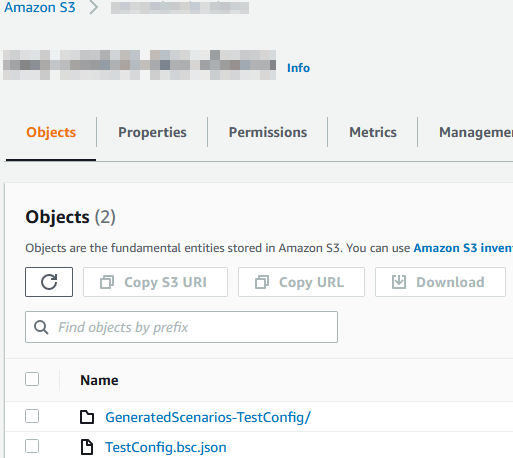 Amazon S3
Info
Objects Properties Permissions Metrics Manageme
Objects (2)
Objects are the fundamental entities stored in Amazon S3. You can use Amazon S3 inven
Copy S3 URI Copy URL Download
Find objects by prefix
Name
GeneratedScenarios-TestConfig/
TestConfig.bsc.json